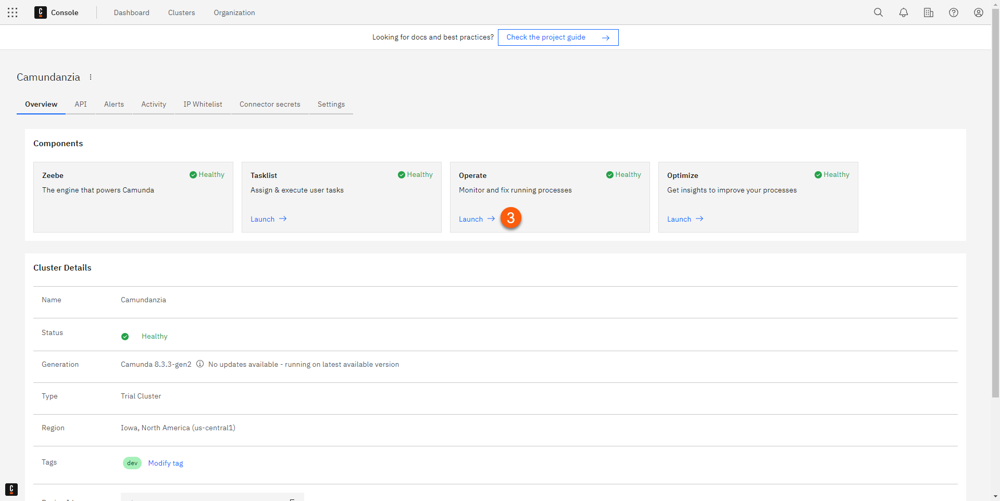 Console
Dashboard
Clusters
Organization
Looking for docs and best practices?
Check the project guide
Camundanzia
Overview
API
Alerts
Activity
IP Whitelist
Connector secrets
Settings
Components
Zeebe
Healthy
The engine that powers Camunda
Tasklist
Healthy
Assign & execute user tasks
Launch
Operate
Healthy
Monitor and fix running processes
Launch
3
Optimize
Healthy
Get insights to improve your processes
Launch
Cluster Details
Name
Camundanzia
Status
Healthy
Generation
Camunda 8.3.3-gen2
No updates available - running on latest available version
Type
Trial Cluster
Region
Iowa, North America (us-central1)
Tags
dev
Modify tag